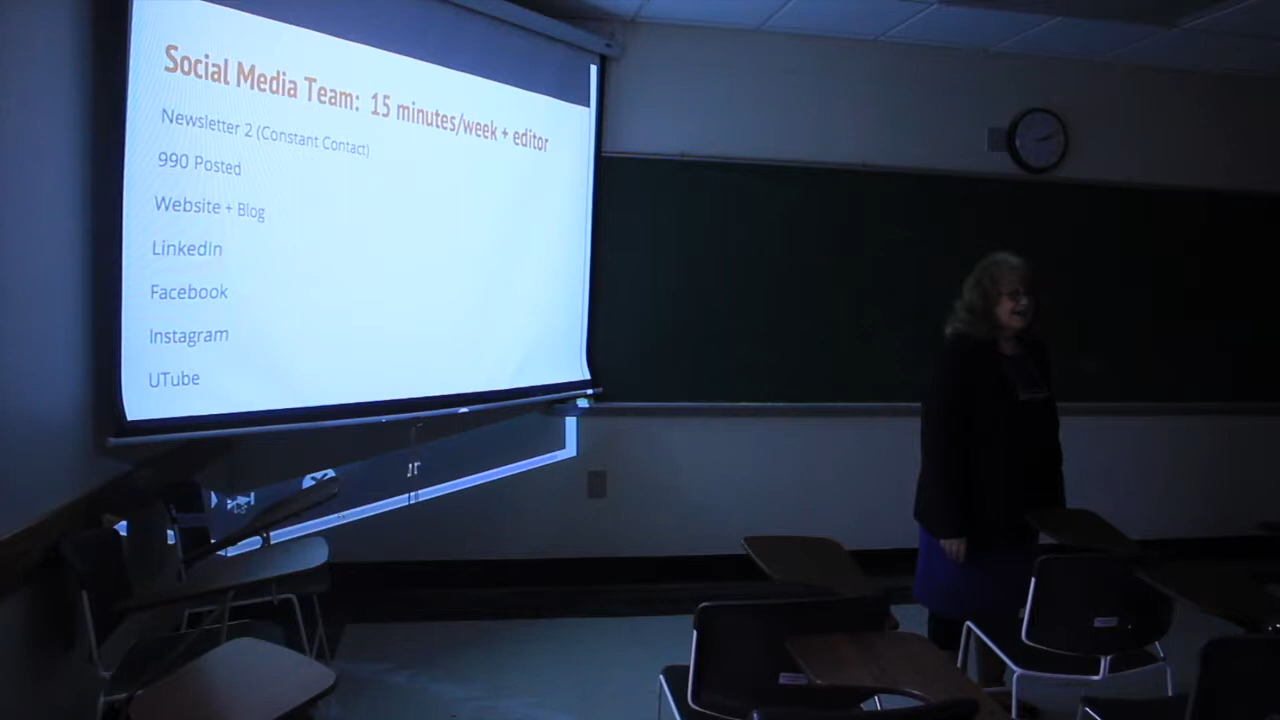 Social Media Team: 15 minutes/week + editor
Newsletter 2 (Constant Contact)
990 Posted
Website + Blog
LinkedIn
Facebook
Instagram
UTube